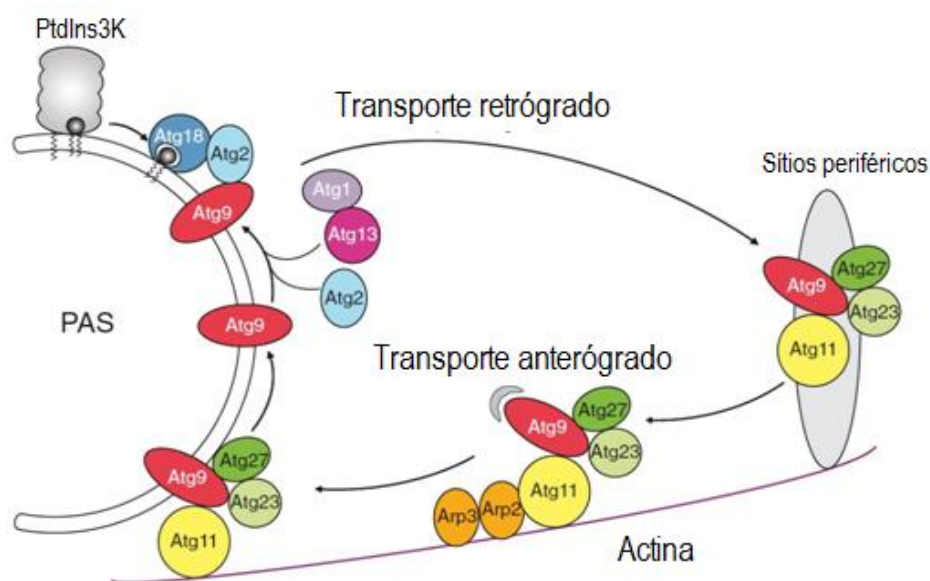 PtdIns3K
Transporte retrógrado
Atg18
Atg2
Sitios periféricos
Atg1
Atg9
Atg13
Atg9
Atg27
Atg2
Atg23
PAS
Atg9
Atg11
Transporte anterógrado
Atg27
Atg9
Atg23
Atg27
Atg9
Atg11
Atg23
Arp3
Arp2
Atg11
Actina